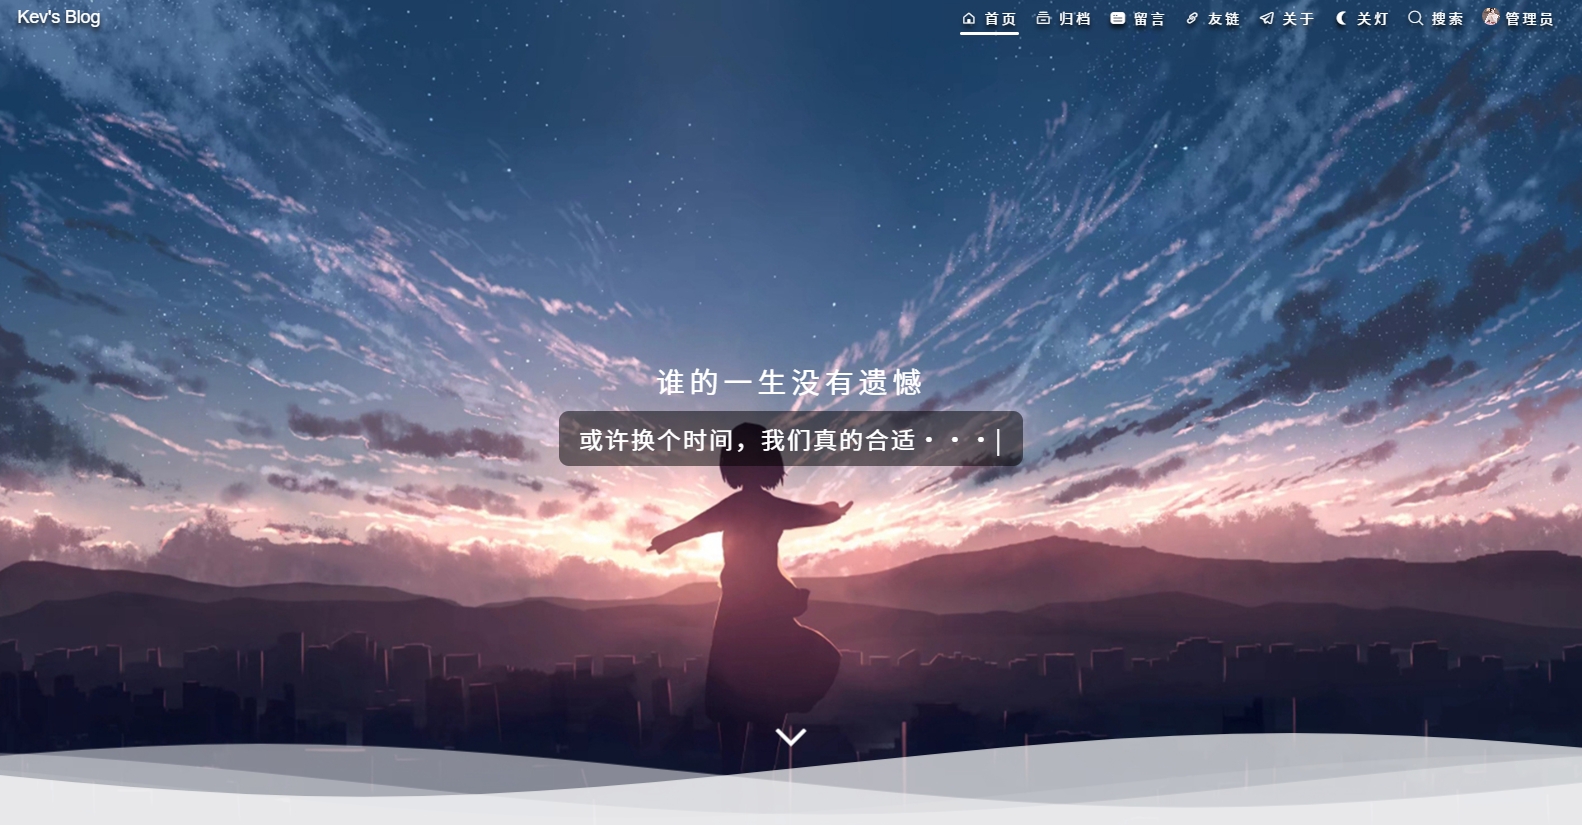 Kev's Blog
首页 归档 留言 友链 关于 关灯 搜索 管理员
谁的一生没有遗憾
或许换个时间，我们真的合适・・・|